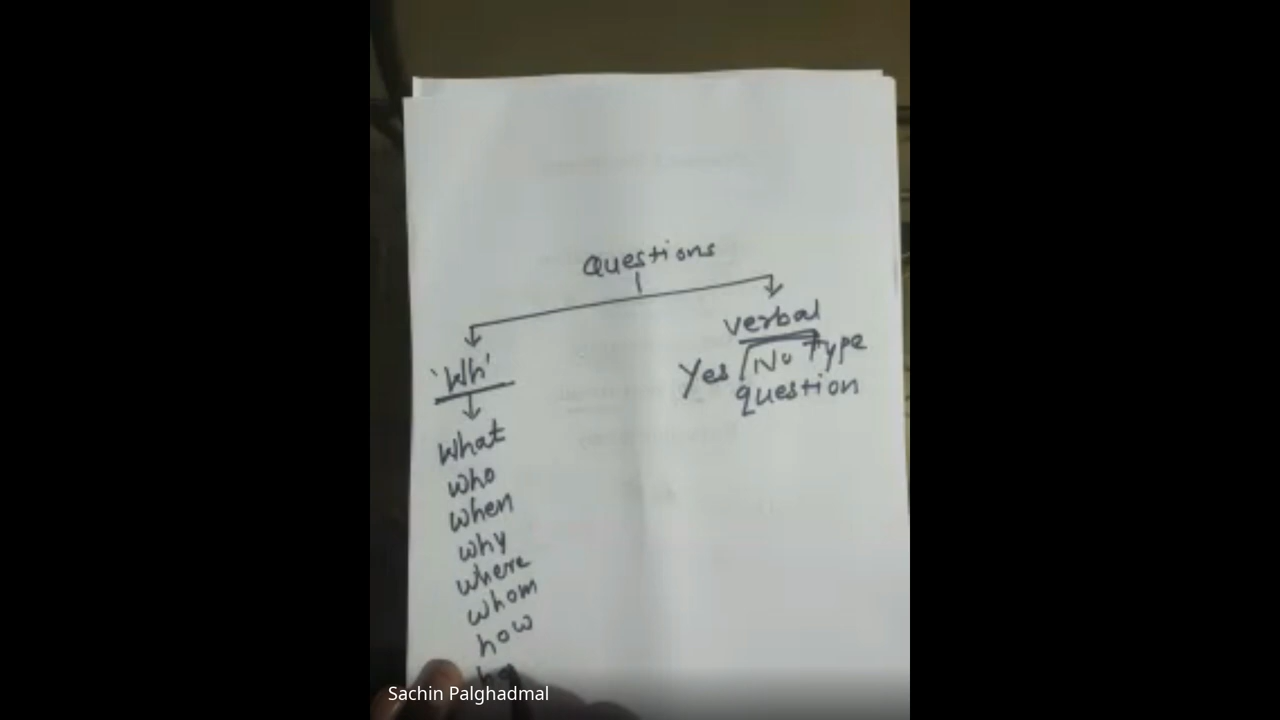 Questions
verbal
Yes/No Type
question
'Wh'
What
who
when
why
where
whom
how
Sachin Palghadmal